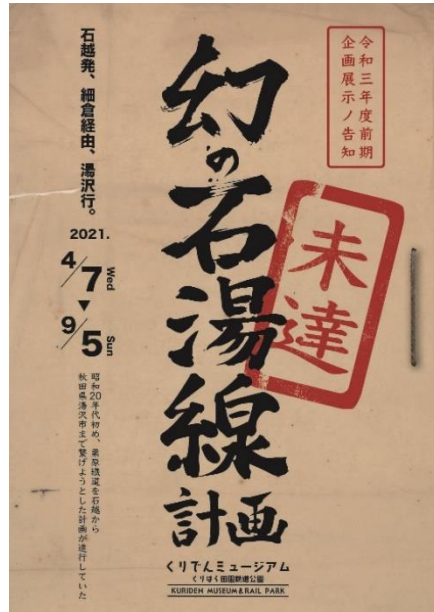 令和三年度前期
企画展示ノ告知
幻の石湯線計画
未達
石越発、細倉経由、湯沢行。
2021.
4/7 Wed
▼
9/5 Sun
昭和20年代初め、栗原鐵道を石越から
秋田県湯沢市まで繋げようとした計画が進行していた
くりでんミュージアム
くりはら田園鉄道公園
KURIDEN MUSEUM & RAIL PARK